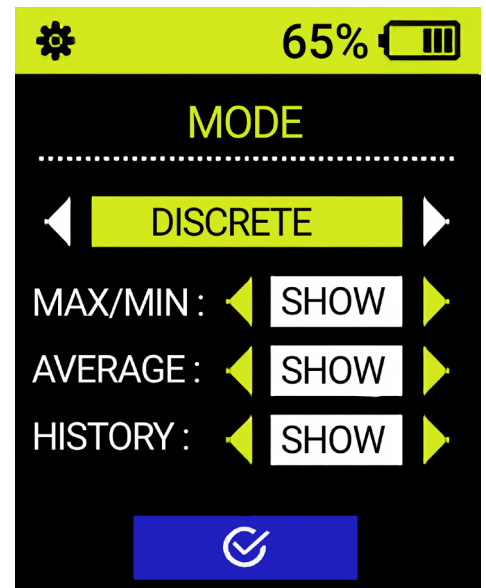 65%
MODE
DISCRETE
MAX/MIN : SHOW
AVERAGE : SHOW
HISTORY : SHOW